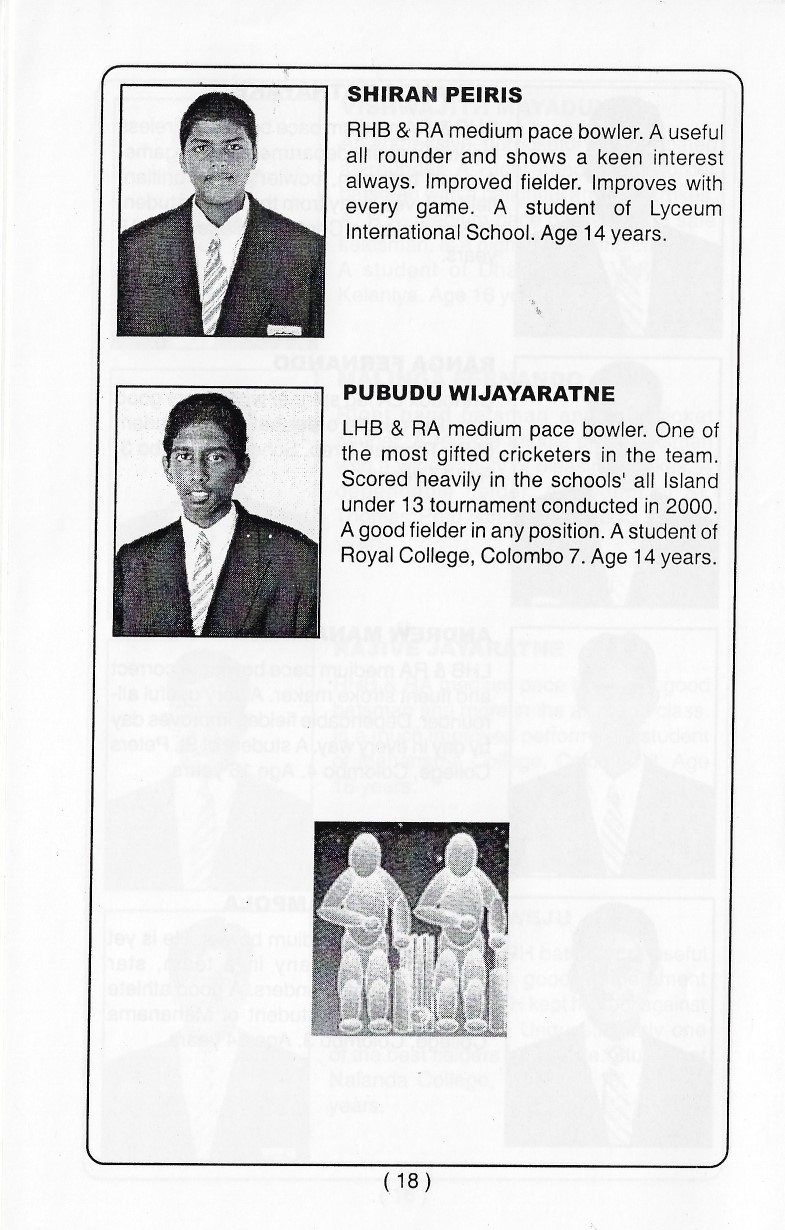 SHIRAN PEIRIS
RHB & RA medium pace bowler. A useful
all rounder and shows a keen interest
always. Improved fielder. Improves with
every game. A student of Lyceum
International School. Age 14 years.
PUBUDU WIJAYARATNE
LHB & RA medium pace bowler. One of
the most gifted cricketers in the team.
Scored heavily in the schools' all Island
under 13 tournament conducted in 2000.
A good fielder in any position. A student of
Royal College, Colombo 7. Age 14 years.
( 18 )